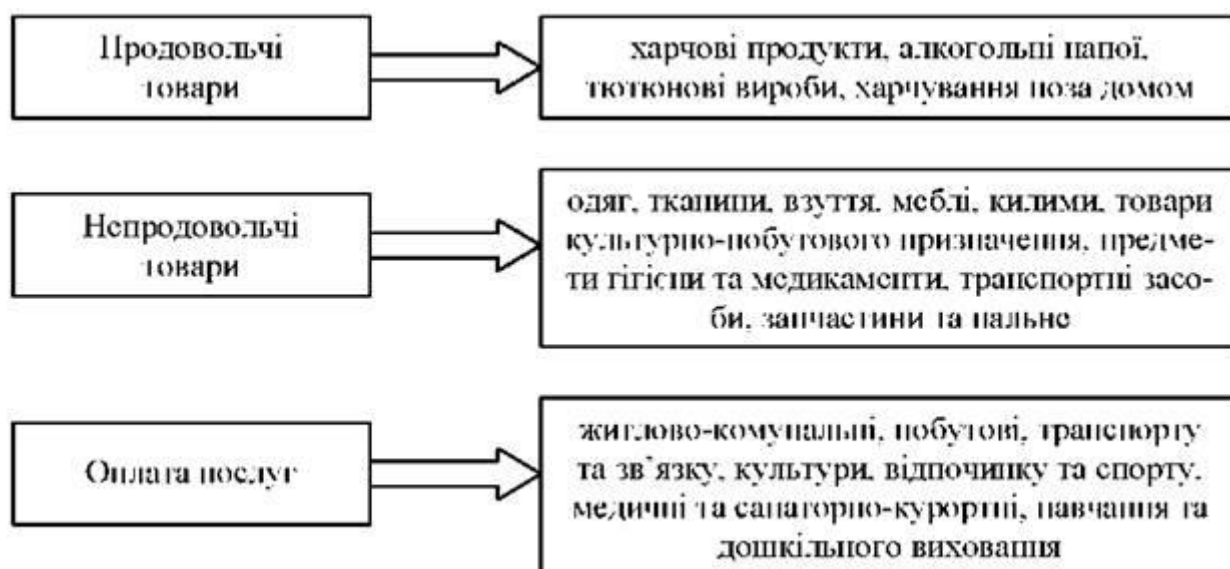 Продовольчі
товари
харчові продукти, алкогольні напої,
тютюнові вироби, харчування поза домом
Непродовольчі
товари
одяг, тканини, взуття, меблі, килими, товари
культурно-побутового призначення, предме-
ти гігієни та медикаменти, транспортні засо-
би, запчастини та пальне
Оплата послуг
житлово-комунальні, побутові, транспорту
та зв’язку, культури, відпочинку та спорту,
медичні та санаторно-курортні, навчання та
дошкільного виховання